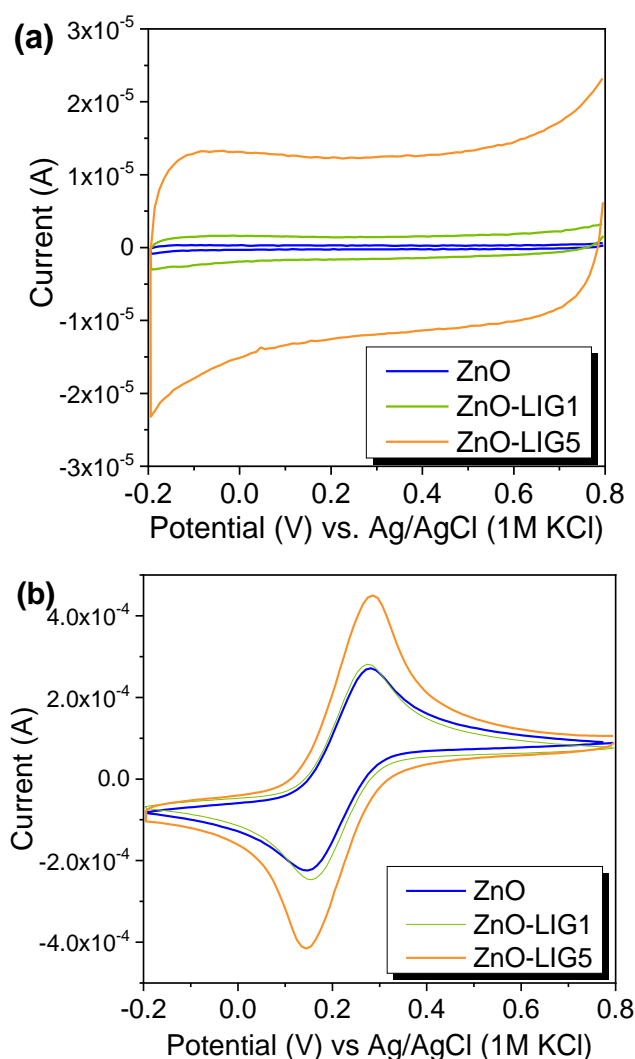 (a)
3x10⁻⁵
2x10⁻⁵
1x10⁻⁵
0
-1x10⁻⁵
-2x10⁻⁵
-3x10⁻⁵
Current (A)
ZnO
ZnO-LIG1
ZnO-LIG5
-0.2 0.0 0.2 0.4 0.6 0.8
Potential (V) vs. Ag/AgCl (1M KCl)
(b)
4.0x10⁻⁴
2.0x10⁻⁴
0.0
-2.0x10⁻⁴
-4.0x10⁻⁴
Current (A)
ZnO
ZnO-LIG1
ZnO-LIG5
-0.2 0.0 0.2 0.4 0.6 0.8
Potential (V) vs Ag/AgCl (1M KCl)